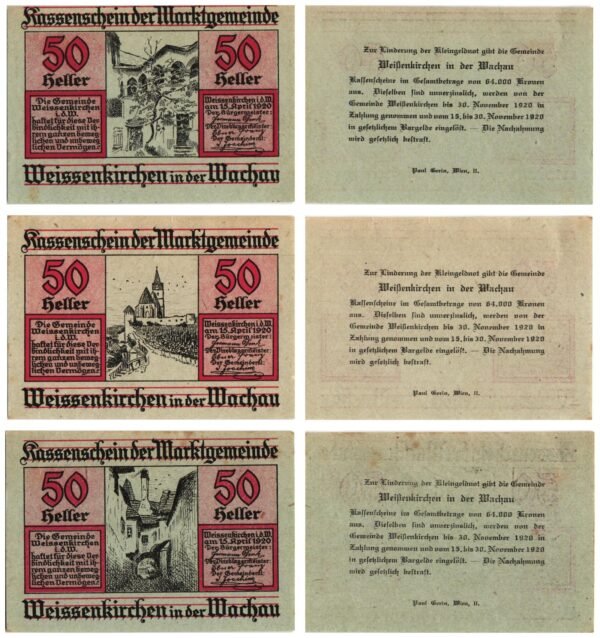 Kassenschein der Marktgemeinde
50
Heller
50
Heller
Die Gemeinde
Weissenkirchen
i.d.W.
haftet für diese Ver-
bindlichkeit mit ih-
rem ganzen beweg-
lichen und unbeweg-
lichen Vermögen.
Weissenkirchen i.d.W.
am 15. April 1920
Der Bürgermeister:
Der Vizebürgermeister
Der Gemeinderat:
J. Joachim
Weissenkirchen in der Wachau
Zur Linderung der Kleingeldnot gibt die Gemeinde
Weißenkirchen in der Wachau
Kassenscheine im Gesamtbetrage von 64.000 Kronen
aus. Dieselben sind unverzinslich, werden von der
Gemeinde Weißenkirchen bis 30. November 1920 in
Zahlung genommen und vom 15. bis 30. November 1920
in gesetzlichem Bargelde eingelöst. — Die Nachahmung
wird gesetzlich bestraft.
Paul Gerin, Wien, II.
Kassenschein der Marktgemeinde
50
Heller
50
Heller
Die Gemeinde
Weissenkirchen
i.d.W.
haftet für diese Ver-
bindlichkeit mit ih-
rem ganzen beweg-
lichen und unbeweg-
lichen Vermögen.
Weissenkirchen i.d.W.
am 15. April 1920
Der Bürgermeister:
Der Vizebürgermeister
Der Gemeinderat:
J. Joachim
Weissenkirchen in der Wachau
Zur Linderung der Kleingeldnot gibt die Gemeinde
Weißenkirchen in der Wachau
Kassenscheine im Gesamtbetrage von 64.000 Kronen
aus. Dieselben sind unverzinslich, werden von der
Gemeinde Weißenkirchen bis 30. November 1920 in
Zahlung genommen und vom 15. bis 30. November 1920
in gesetzlichem Bargelde eingelöst. — Die Nachahmung
wird gesetzlich bestraft.
Paul Gerin, Wien, II.
Kassenschein der Marktgemeinde
50
Heller
50
Heller
Die Gemeinde
Weissenkirchen
i.d.W.
haftet für diese Ver-
bindlichkeit mit ih-
rem ganzen beweg-
lichen und unbeweg-
lichen Vermögen.
Weissenkirchen i.d.W.
am 15. April 1920
Der Bürgermeister:
Der Vizebürgermeister
Der Gemeinderat:
J. Joachim
Weissenkirchen in der Wachau
Zur Linderung der Kleingeldnot gibt die Gemeinde
Weißenkirchen in der Wachau
Kassenscheine im Gesamtbetrage von 64.000 Kronen
aus. Dieselben sind unverzinslich, werden von der
Gemeinde Weißenkirchen bis 30. November 1920 in
Zahlung genommen und vom 15. bis 30. November 1920
in gesetzlichem Bargelde eingelöst. — Die Nachahmung
wird gesetzlich bestraft.
Paul Gerin, Wien, II.